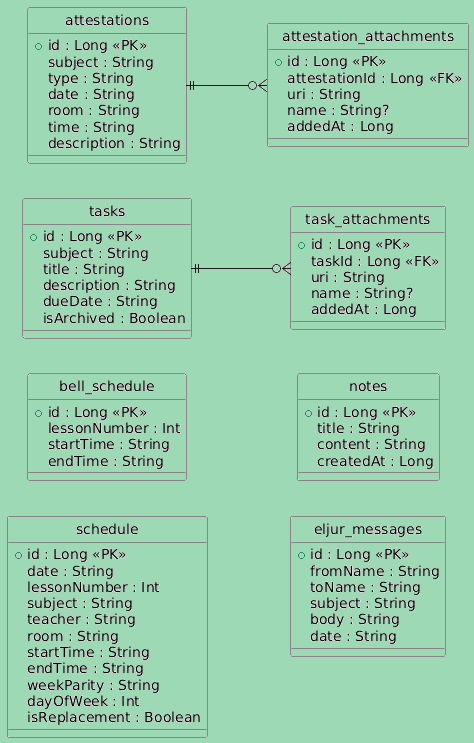 attestations
id : Long «PK»
subject : String
type : String
date : String
room : String
time : String
description : String
attestation_attachments
id : Long «PK»
attestationId : Long «FK»
uri : String
name : String?
addedAt : Long
tasks
id : Long «PK»
subject : String
title : String
description : String
dueDate : String
isArchived : Boolean
task_attachments
id : Long «PK»
taskId : Long «FK»
uri : String
name : String?
addedAt : Long
bell_schedule
id : Long «PK»
lessonNumber : Int
startTime : String
endTime : String
notes
id : Long «PK»
title : String
content : String
createdAt : Long
schedule
id : Long «PK»
date : String
lessonNumber : Int
subject : String
teacher : String
room : String
startTime : String
endTime : String
weekParity : String
dayOfWeek : Int
isReplacement : Boolean
eljur_messages
id : Long «PK»
fromName : String
toName : String
subject : String
body : String
date : String